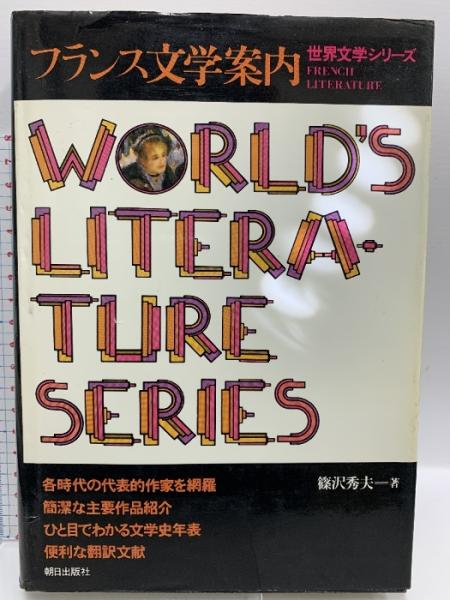 フランス文学案内
世界文学シリーズ
FRENCH
LITERATURE
WORLD'S
LITERA-
TURE
SERIES
各時代の代表的作家を網羅
簡潔な主要作品紹介
ひと目でわかる文学史年表
便利な翻訳文献
篠沢秀夫―著
朝日出版社